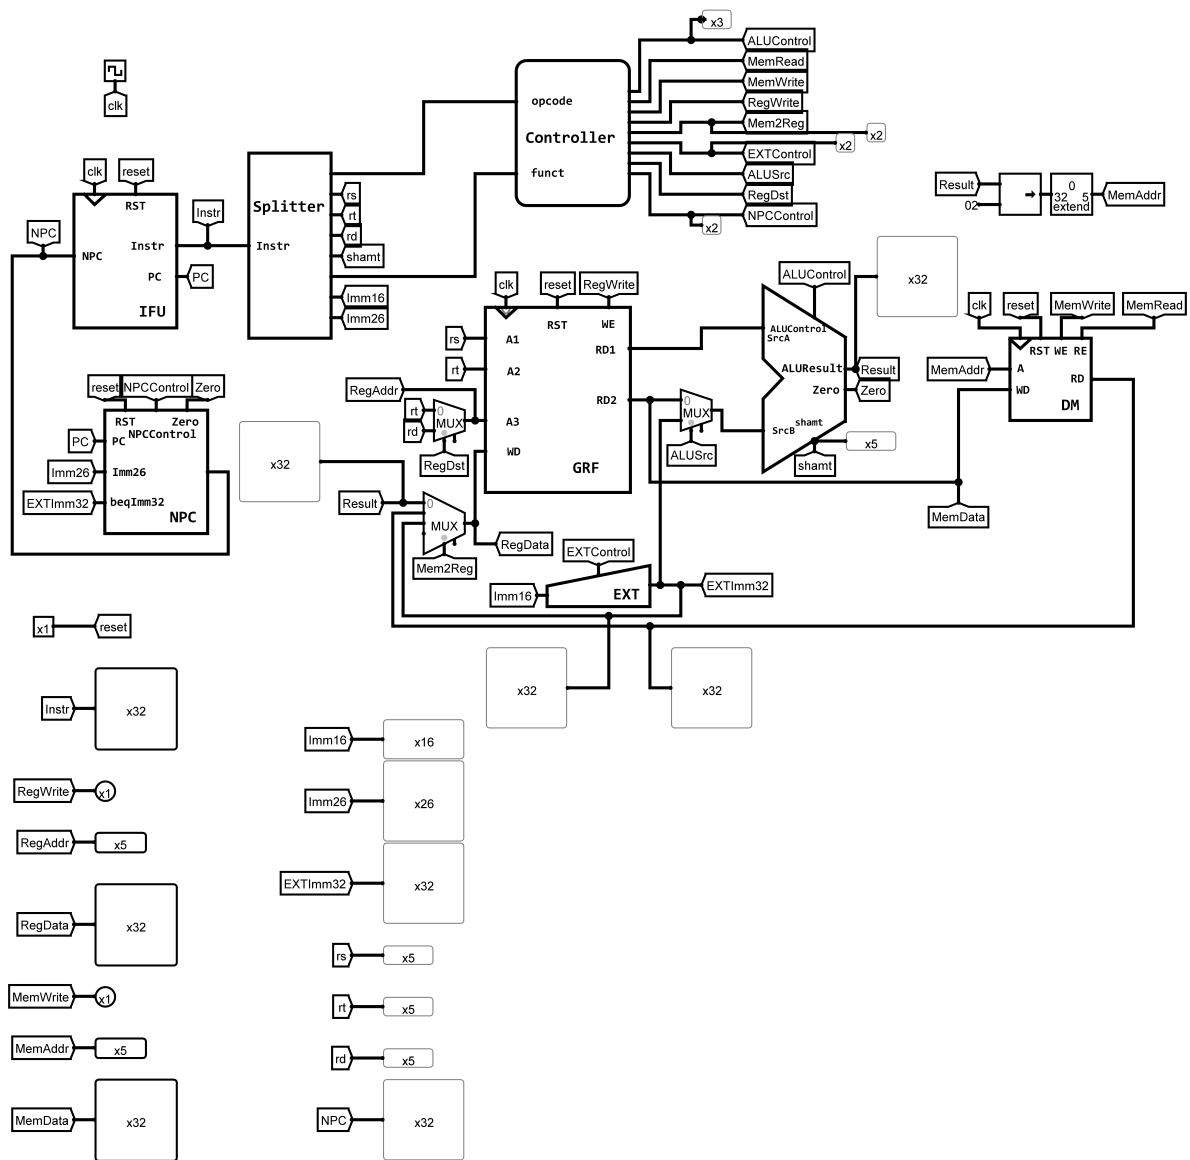 x3
ALUControl
MemRead
MemWrite
RegWrite
Mem2Reg
x2
x2
EXTControl
ALUSrc
RegDst
NPCControl
x2
opcode
Controller
funct
clk
clk
reset
RST
NPC
NPC
Instr
Instr
PC
PC
IFU
Splitter
Instr
rs
rt
rd
shamt
Imm16
Imm26
Result
02
→
0
32 5
extend
MemAddr
x32
clk
reset
RegWrite
RST
WE
rs
A1
RD1
rt
A2
RegAddr
RD2
rt
rd
0
MUX
A3
RegDst
WD
GRF
ALUControl
ALUControl
SrcA
ALUResult
Result
Zero
Zero
0
MUX
ALUSrc
SrcB
shamt
shamt
x5
clk
reset
MemWrite
MemRead
RST WE RE
MemAddr
A
RD
WD
DM
MemData
reset
NPCControl
Zero
RST
Zero
NPCControl
PC
PC
Imm26
Imm26
EXTImm32
beqImm32
NPC
x32
Result
0
MUX
Mem2Reg
RegData
EXTControl
Imm16
EXT
EXTImm32
x1
reset
x32
x32
Instr
x32
Imm16
x16
RegWrite
x1
Imm26
x26
RegAddr
x5
EXTImm32
x32
RegData
x32
rs
x5
MemWrite
x1
rt
x5
MemAddr
x5
rd
x5
MemData
x32
NPC
x32